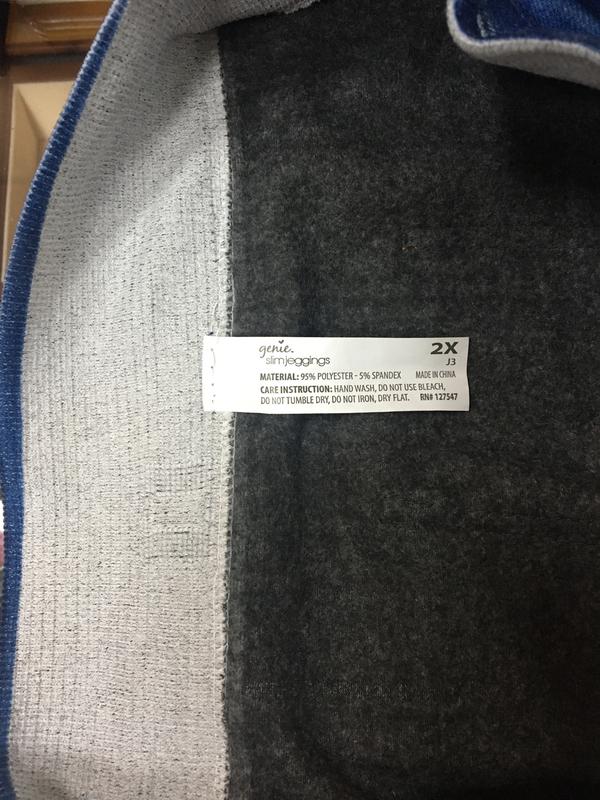 genie.
slimjeggings
2X
J3
MATERIAL: 95% POLYESTER - 5% SPANDEX MADE IN CHINA
CARE INSTRUCTION: HAND WASH, DO NOT USE BLEACH,
DO NOT TUMBLE DRY, DO NOT IRON, DRY FLAT. RN# 127547